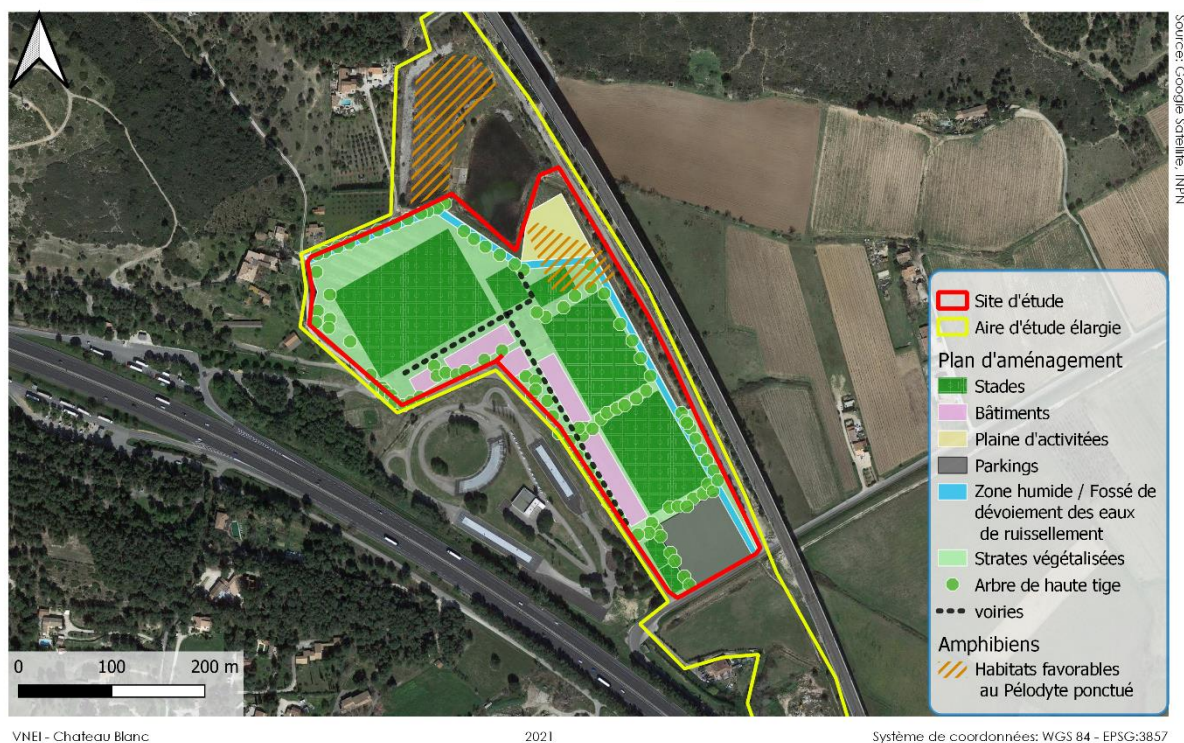 Source: Google Satellite, INPN
Site d'étude
Aire d'étude élargie
Plan d'aménagement
Stades
Bâtiments
Plaine d'activitées
Parkings
Zone humide / Fossé de
dévoiement des eaux
de ruissellement
Strates végétalisées
Arbre de haute tige
voiries
Amphibiens
Habitats favorables
au Pélodyte ponctué
0 100 200 m
VNEI - Chateau Blanc
2021
Système de coordonnées: WGS 84 - EPSG:3857